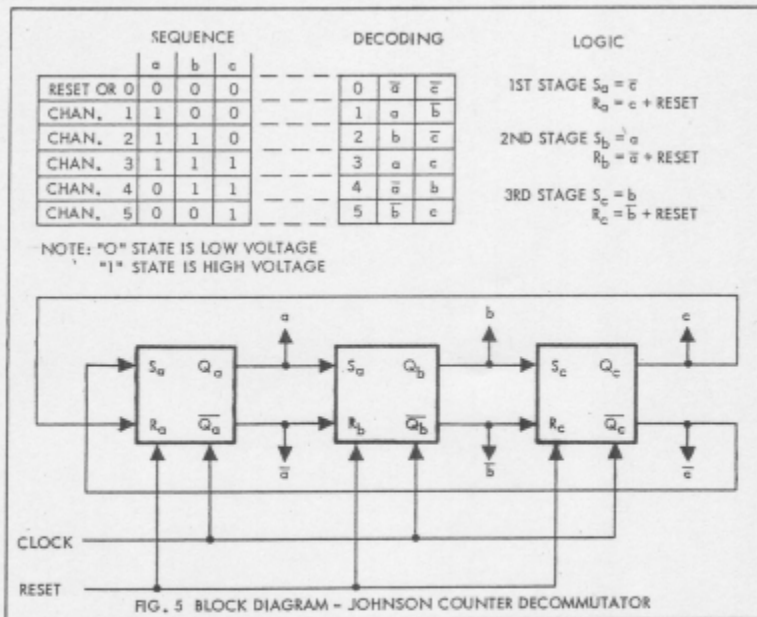 SEQUENCE
a b c
RESET OR 0 0 0 0
CHAN. 1 1 0 0
CHAN. 2 1 1 0
CHAN. 3 1 1 1
CHAN. 4 0 1 1
CHAN. 5 0 0 1
DECODING
0 a̅ c̅
1 a b̅
2 b c̅
3 a c
4 a̅ b
5 b̅ c
LOGIC
1ST STAGE Sa = c̅
Ra = c + RESET
2ND STAGE Sb = a
Rb = a̅ + RESET
3RD STAGE Sc = b
Rc = b̅ + RESET
NOTE: "O" STATE IS LOW VOLTAGE
"1" STATE IS HIGH VOLTAGE
a b c
Sa Qa Sa Qb Sc Qc
Ra Q̅a Rb Q̅b Rc Q̅c
a̅ b̅ c̅
CLOCK
RESET
FIG. 5 BLOCK DIAGRAM - JOHNSON COUNTER DECOMMUTATOR